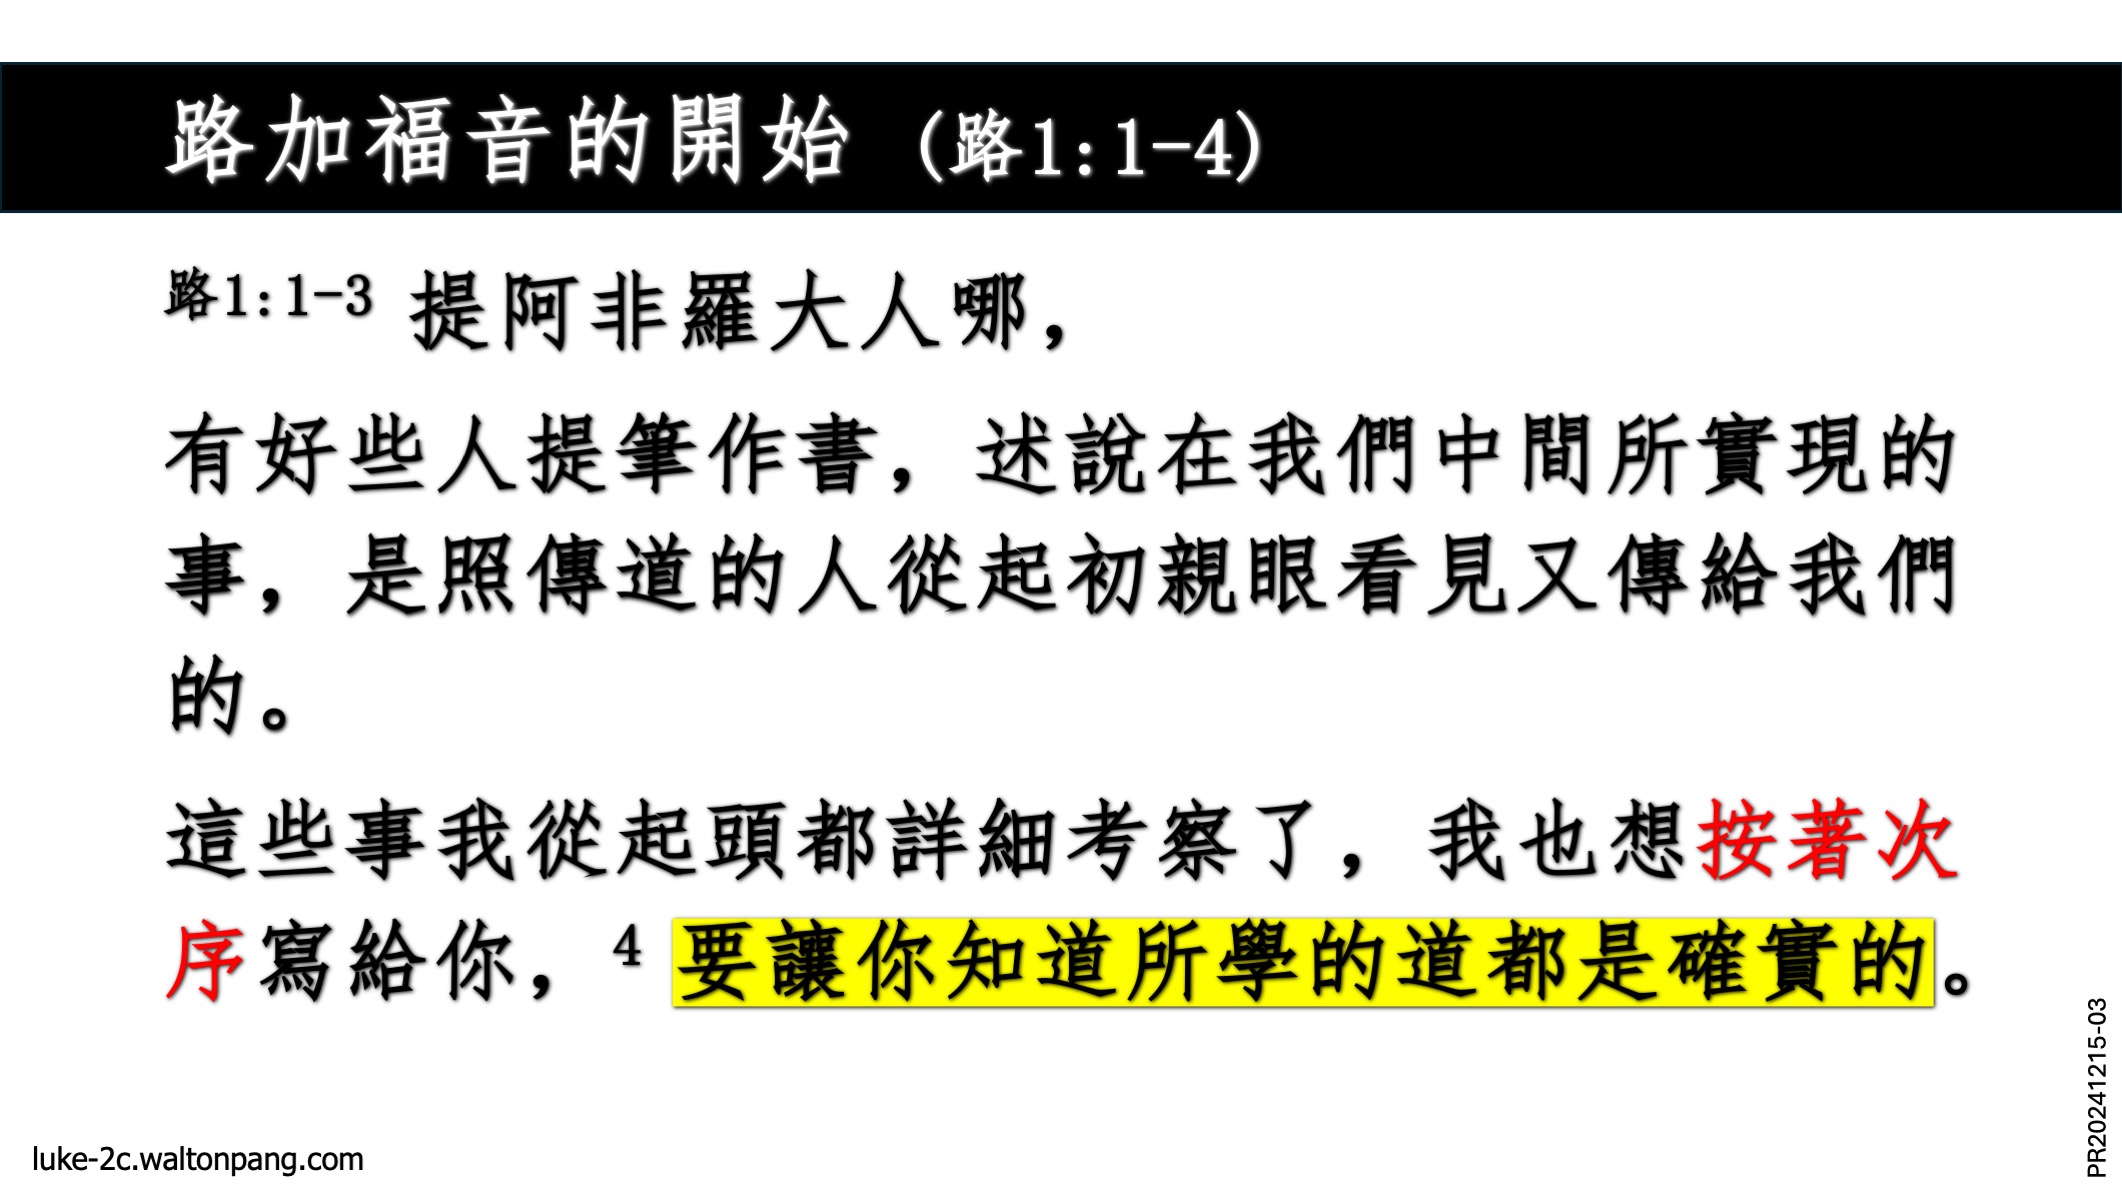 路加福音的開始 (路1:1-4)
路1:1-3 提阿非羅大人哪，
有好些人提筆作書，述說在我們中間所實現的
事，是照傳道的人從起初親眼看見又傳給我們
的。
這些事我從起頭都詳細考察了，我也想按著次
序寫給你，4 要讓你知道所學的道都是確實的。
luke-2c.waltonpang.com
PR20241215-03